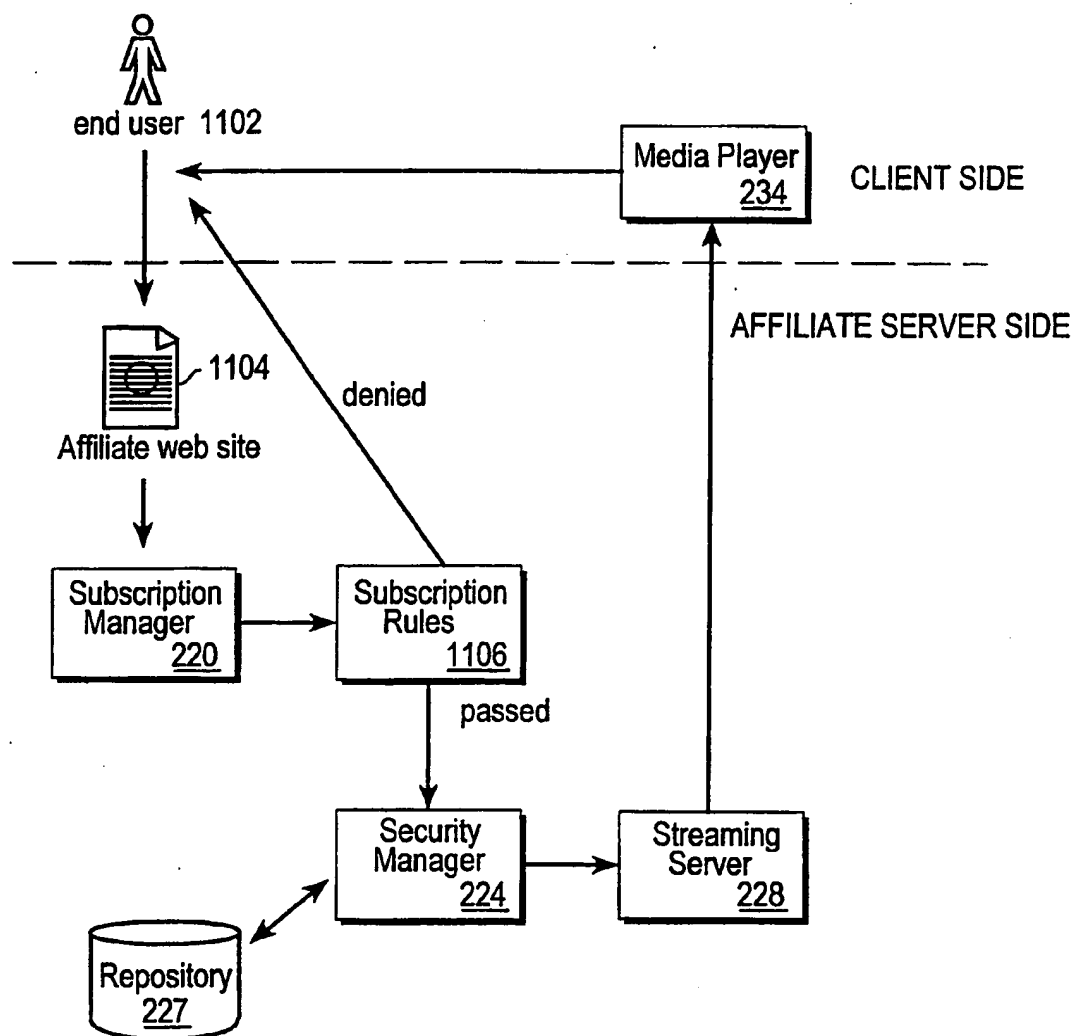 end user 1102
Media Player
234
CLIENT SIDE
AFFILIATE SERVER SIDE
1104
Affiliate web site
denied
Subscription
Manager
220
Subscription
Rules
1106
passed
Security
Manager
224
Streaming
Server
228
Repository
227